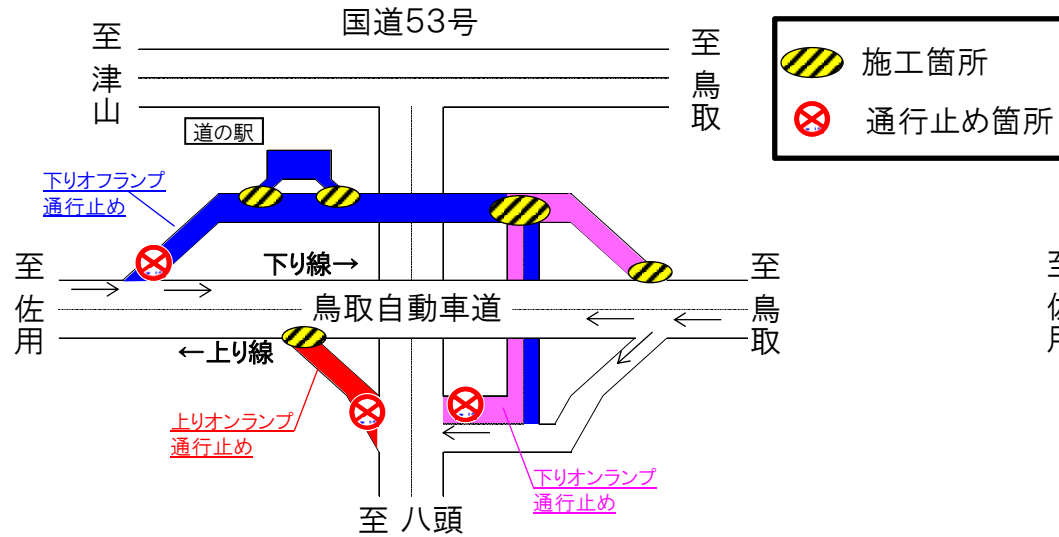 国道53号
至津山
至鳥取
施工箇所
通行止め箇所
道の駅
下りオフランプ
通行止め
至佐用
下り線→
至鳥取
鳥取自動車道
←上り線
上りオンランプ
通行止め
下りオンランプ
通行止め
至 八頭
至